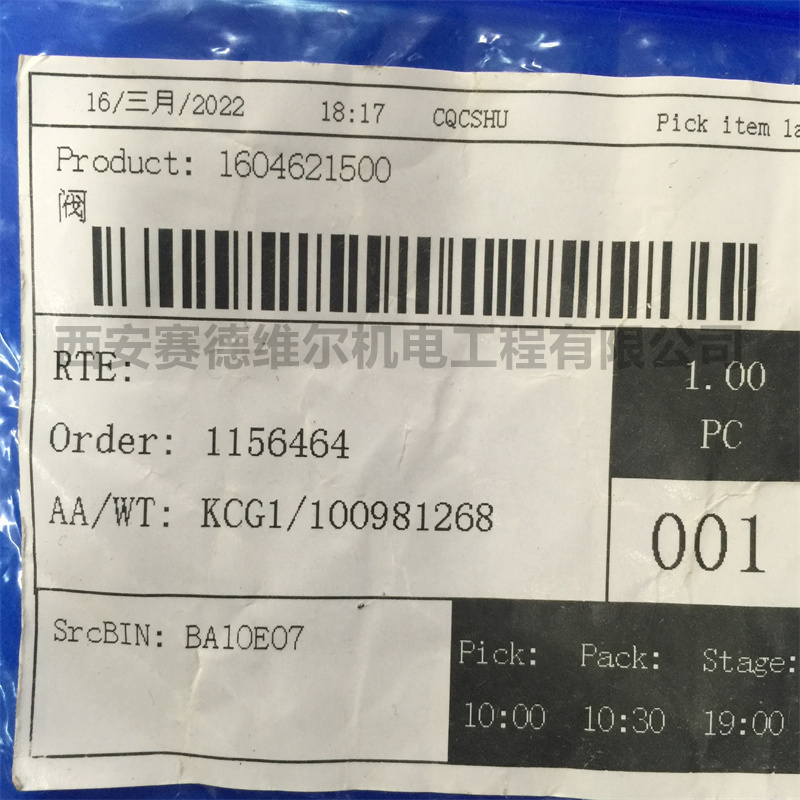 16/三月/2022 18:17 CQCSHU Pick item la
Product: 1604621500
阀
西安赛德维尔机电工程有限公司
RTE:
1.00
PC
Order: 1156464
AA/WT: KCG1/100981268
001
SrcBIN: BA10E07
Pick: Pack: Stage:
10:00 10:30 19:00